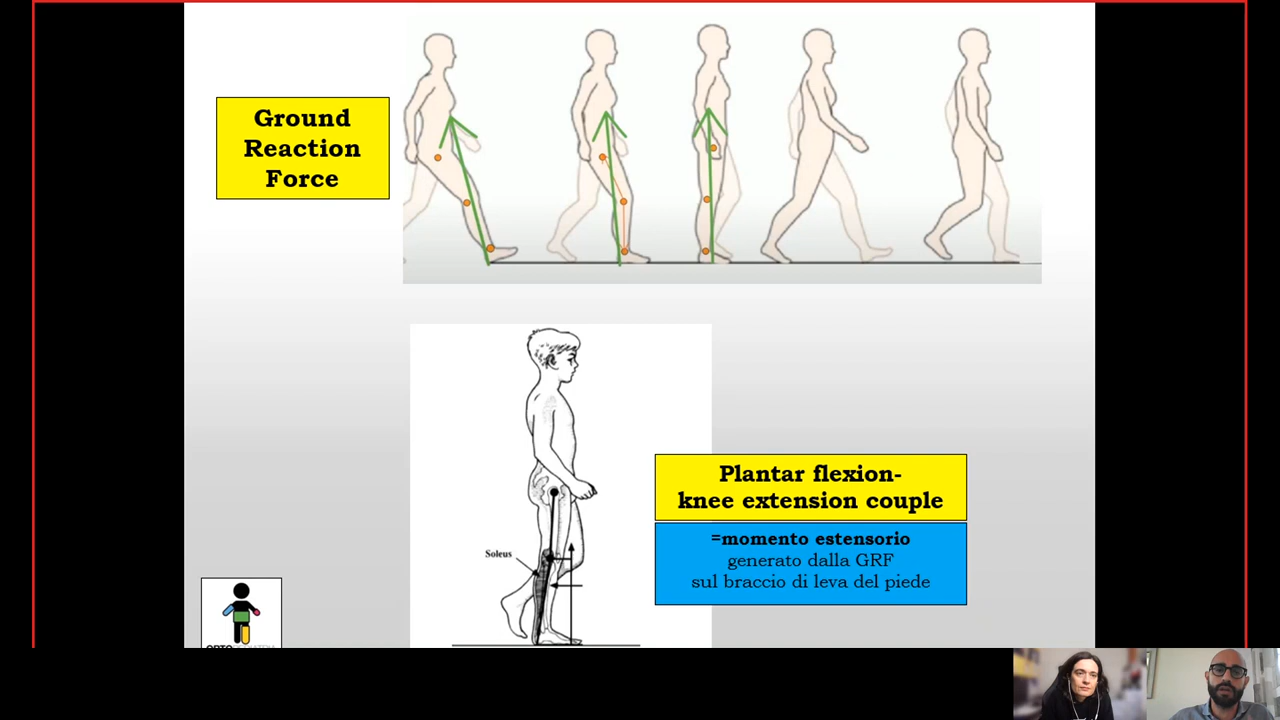 Ground
Reaction
Force
Soleus
Plantar flexion-
knee extension couple
=momento estensorio
generato dalla GRF
sul braccio di leva del piede